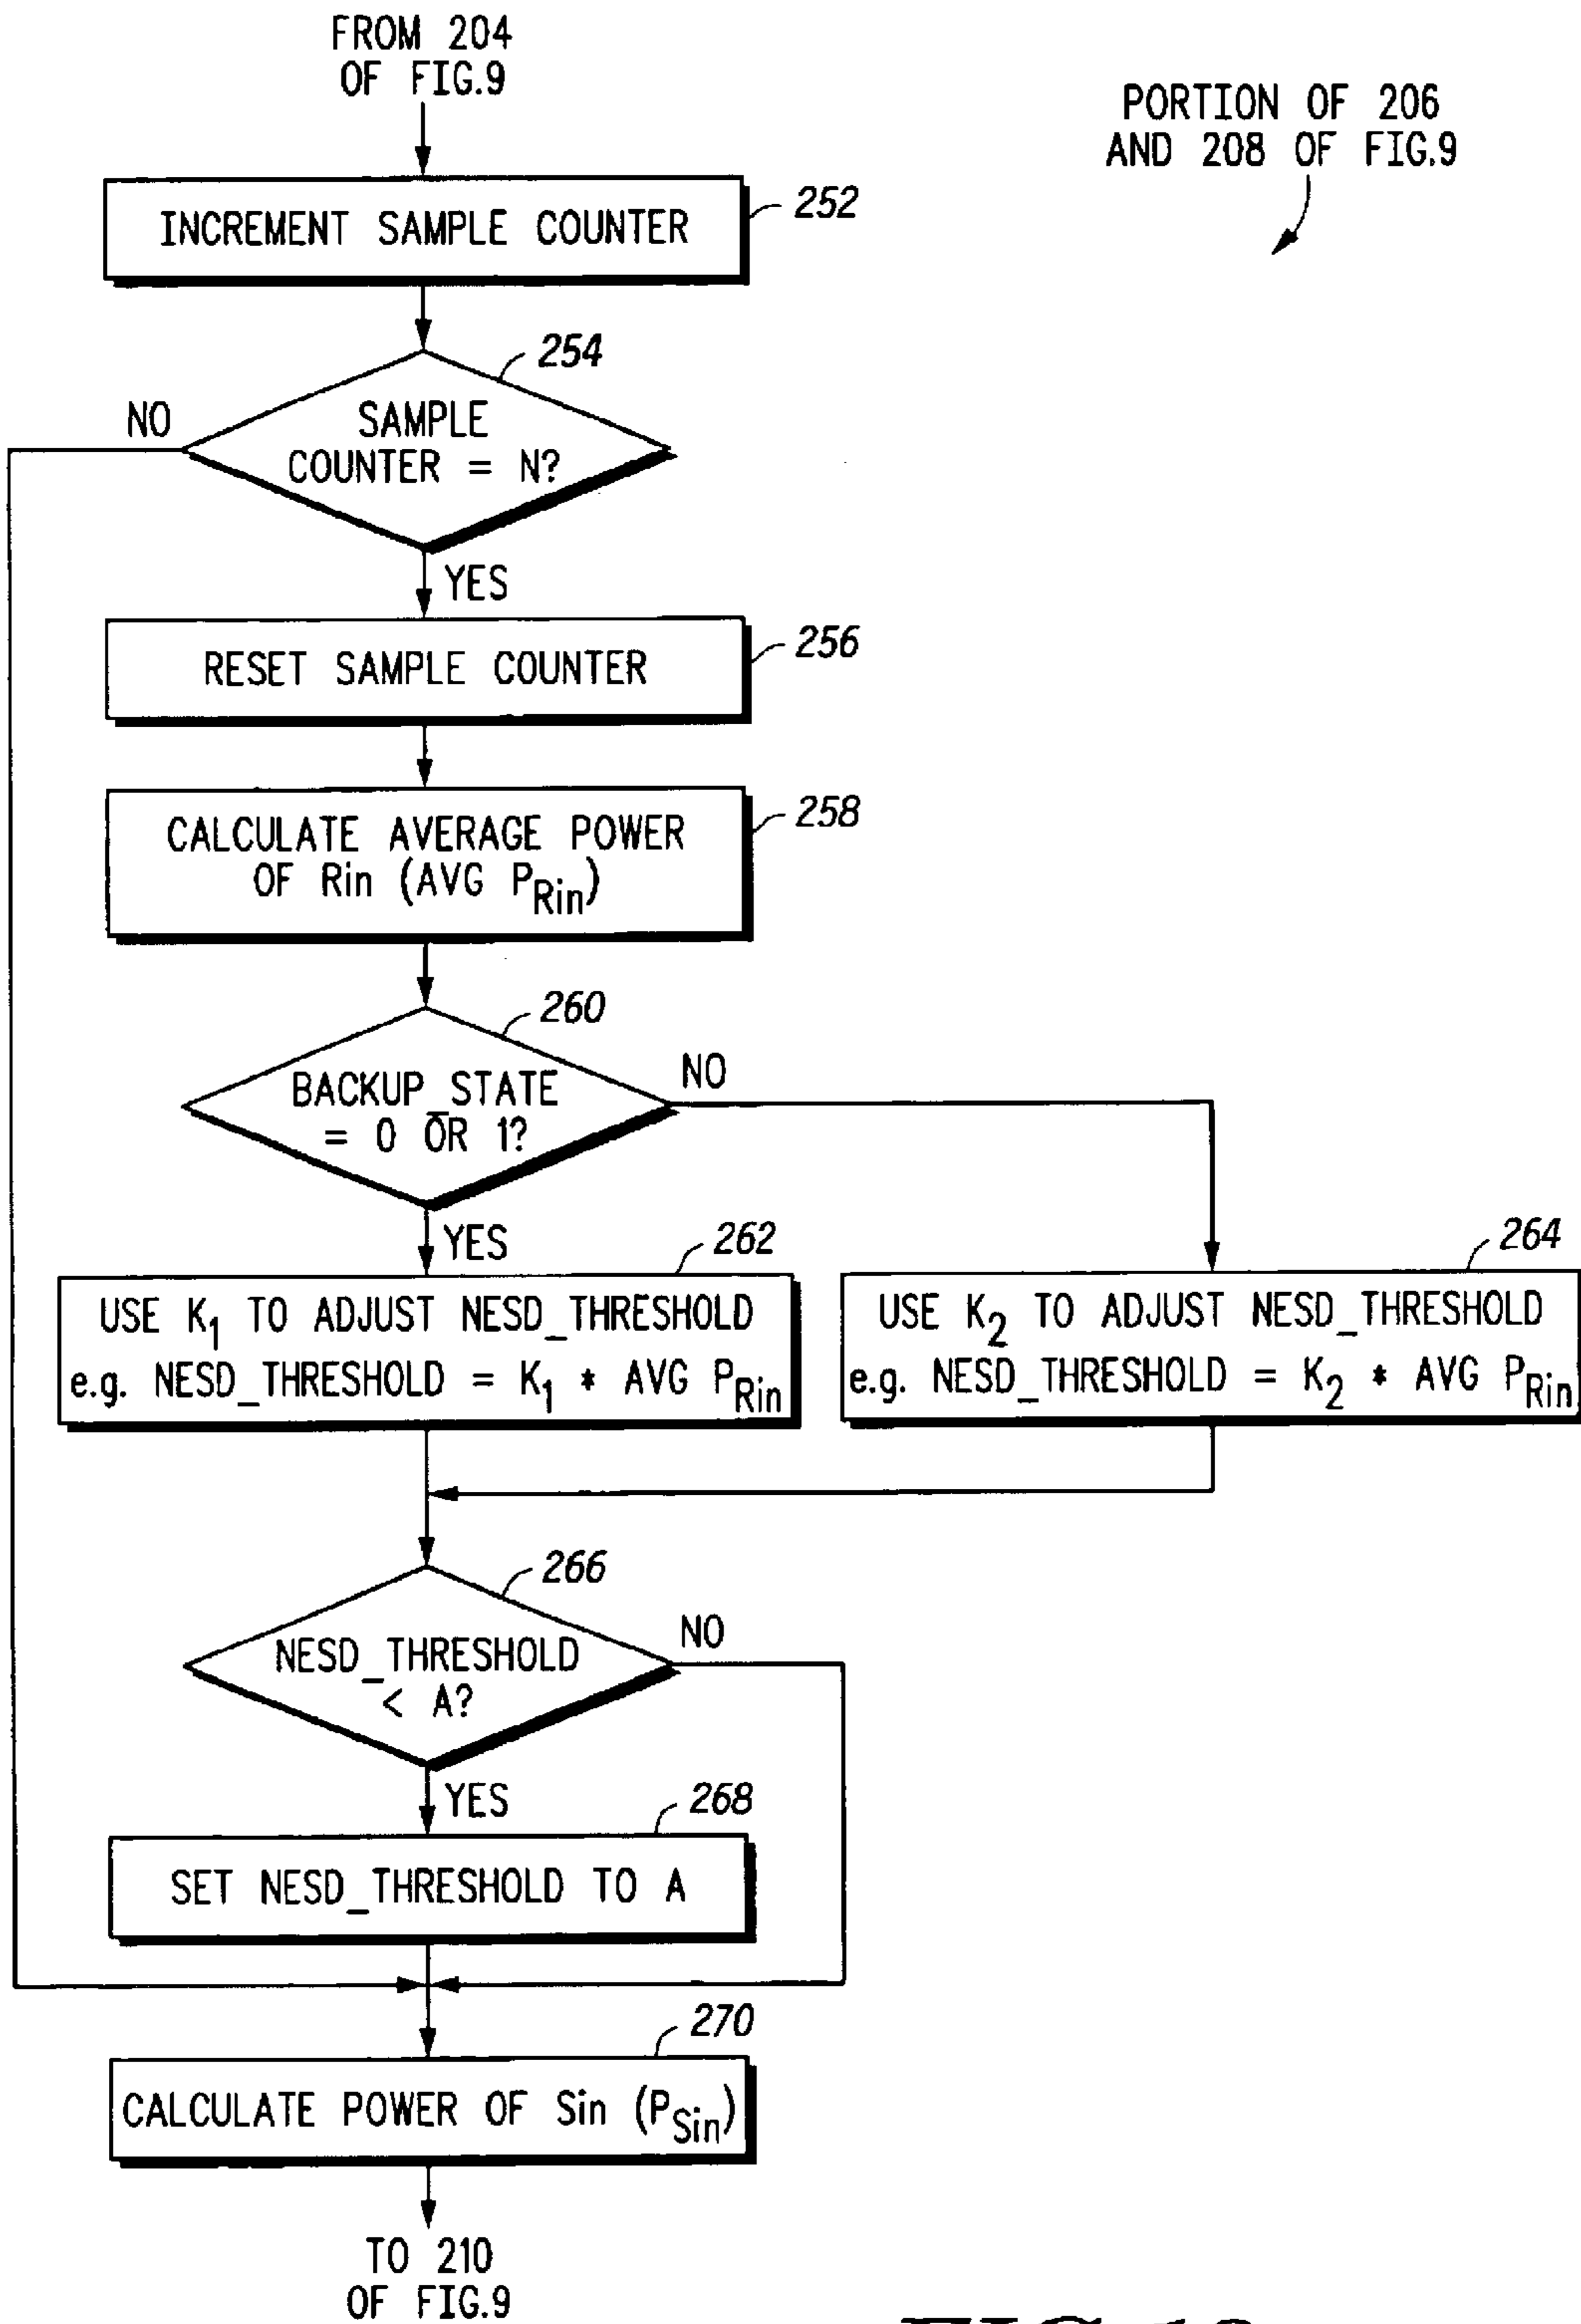 FROM 204
OF FIG.9
PORTION OF 206
AND 208 OF FIG.9
INCREMENT SAMPLE COUNTER
252
254
NO
SAMPLE
COUNTER = N?
YES
256
RESET SAMPLE COUNTER
258
CALCULATE AVERAGE POWER
OF Rin (AVG PRin)
260
BACKUP_STATE
= 0 OR 1?
NO
YES
262
264
USE K1 TO ADJUST NESD_THRESHOLD
e.g. NESD_THRESHOLD = K1 * AVG PRin
USE K2 TO ADJUST NESD_THRESHOLD
e.g. NESD_THRESHOLD = K2 * AVG PRin
266
NESD_THRESHOLD
< A?
NO
YES
268
SET NESD_THRESHOLD TO A
270
CALCULATE POWER OF Sin (PSin)
TO 210
OF FIG.9